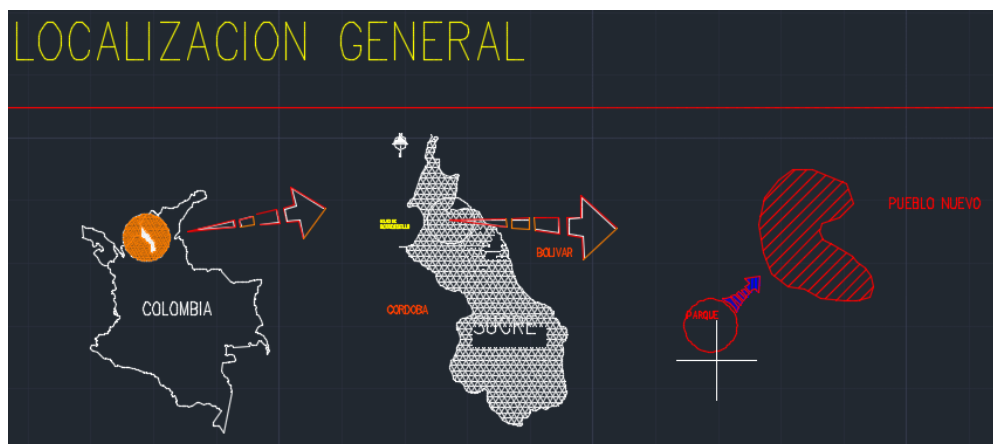 LOCALIZACION GENERAL
COLOMBIA
CORDOBA
BOLIVAR
SUCRE
PUEBLO NUEVO
PARQUE